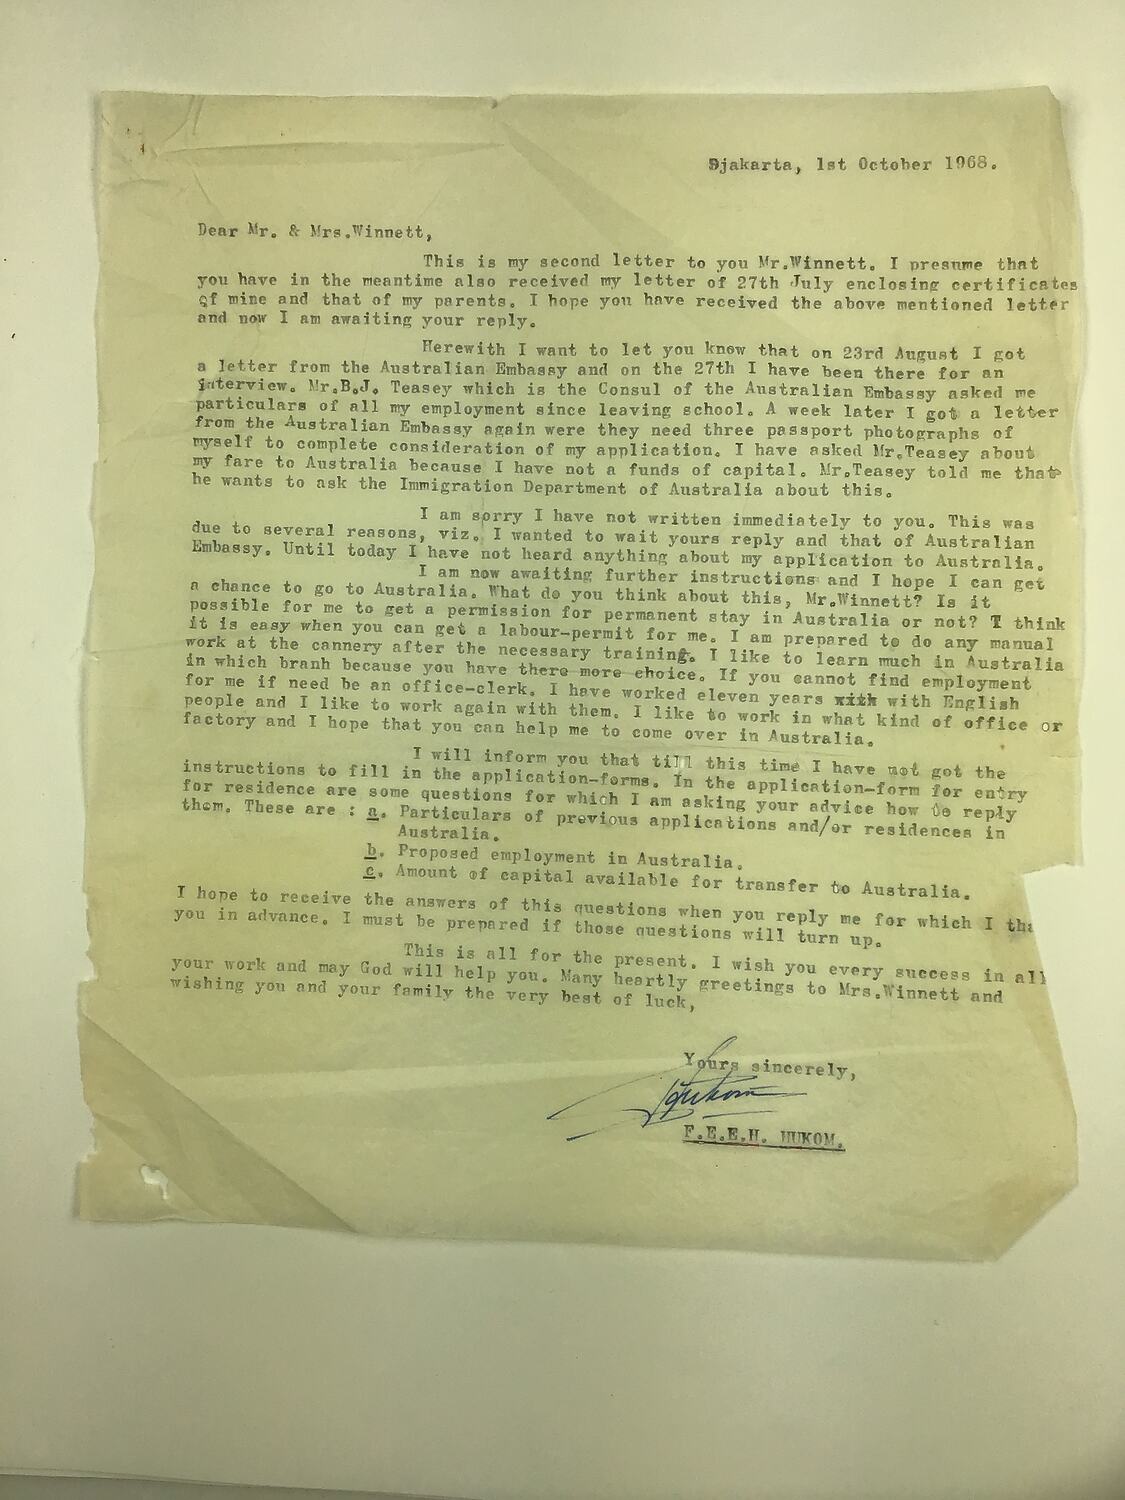 Djakarta, 1st October 1968.
Dear Mr. & Mrs.Winnett,
This is my second letter to you Mr.Winnett. I presume that
you have in the meantime also received my letter of 27th July enclosing certificates
of mine and that of my parents. I hope you have received the above mentioned letter
and now I am awaiting your reply.
Herewith I want to let you know that on 23rd August I got
a letter from the Australian Embassy and on the 27th I have been there for an
interview. Mr.B.J. Teasey which is the Consul of the Australian Embassy asked me
particulars of all my employment since leaving school. A week later I got a letter
from the Australian Embassy again were they need three passport photographs of
myself to complete consideration of my application. I have asked Mr.Teasey about
my fare to Australia because I have not a funds of capital. Mr.Teasey told me that
he wants to ask the Immigration Department of Australia about this.
I am sorry I have not written immediately to you. This was
due to several reasons, viz. I wanted to wait yours reply and that of Australian
Embassy. Until today I have not heard anything about my application to Australia.
I am now awaiting further instructions and I hope I can get
a chance to go to Australia. What do you think about this, Mr.Winnett? Is it
possible for me to get a permission for permanent stay in Australia or not? I think
it is easy when you can get a labour-permit for me. I am prepared to do any manual
work at the cannery after the necessary training. I like to learn much in Australia
in which branh because you have there more choice. If you cannot find employment
for me if need be an office-clerk. I have worked eleven years with with English
people and I like to work again with them. I like to work in what kind of office or
factory and I hope that you can help me to come over in Australia.
I will inform you that till this time I have not got the
instructions to fill in the application-forms. In the application-form for entry
for residence are some questions for which I am asking your advice how to reply
them. These are : a. Particulars of previous applications and/or residences in
Australia.
b. Proposed employment in Australia.
c. Amount of capital available for transfer to Australia.
I hope to receive the answers of this questions when you reply me for which I tha
you in advance. I must be prepared if those questions will turn up.
This is all for the present. I wish you every success in all
your work and may God will help you. Many heartly greetings to Mrs.Winnett and
wishing you and your family the very best of luck,
Yours sincerely,
Hukom
F.E.E.H. HUKOM.